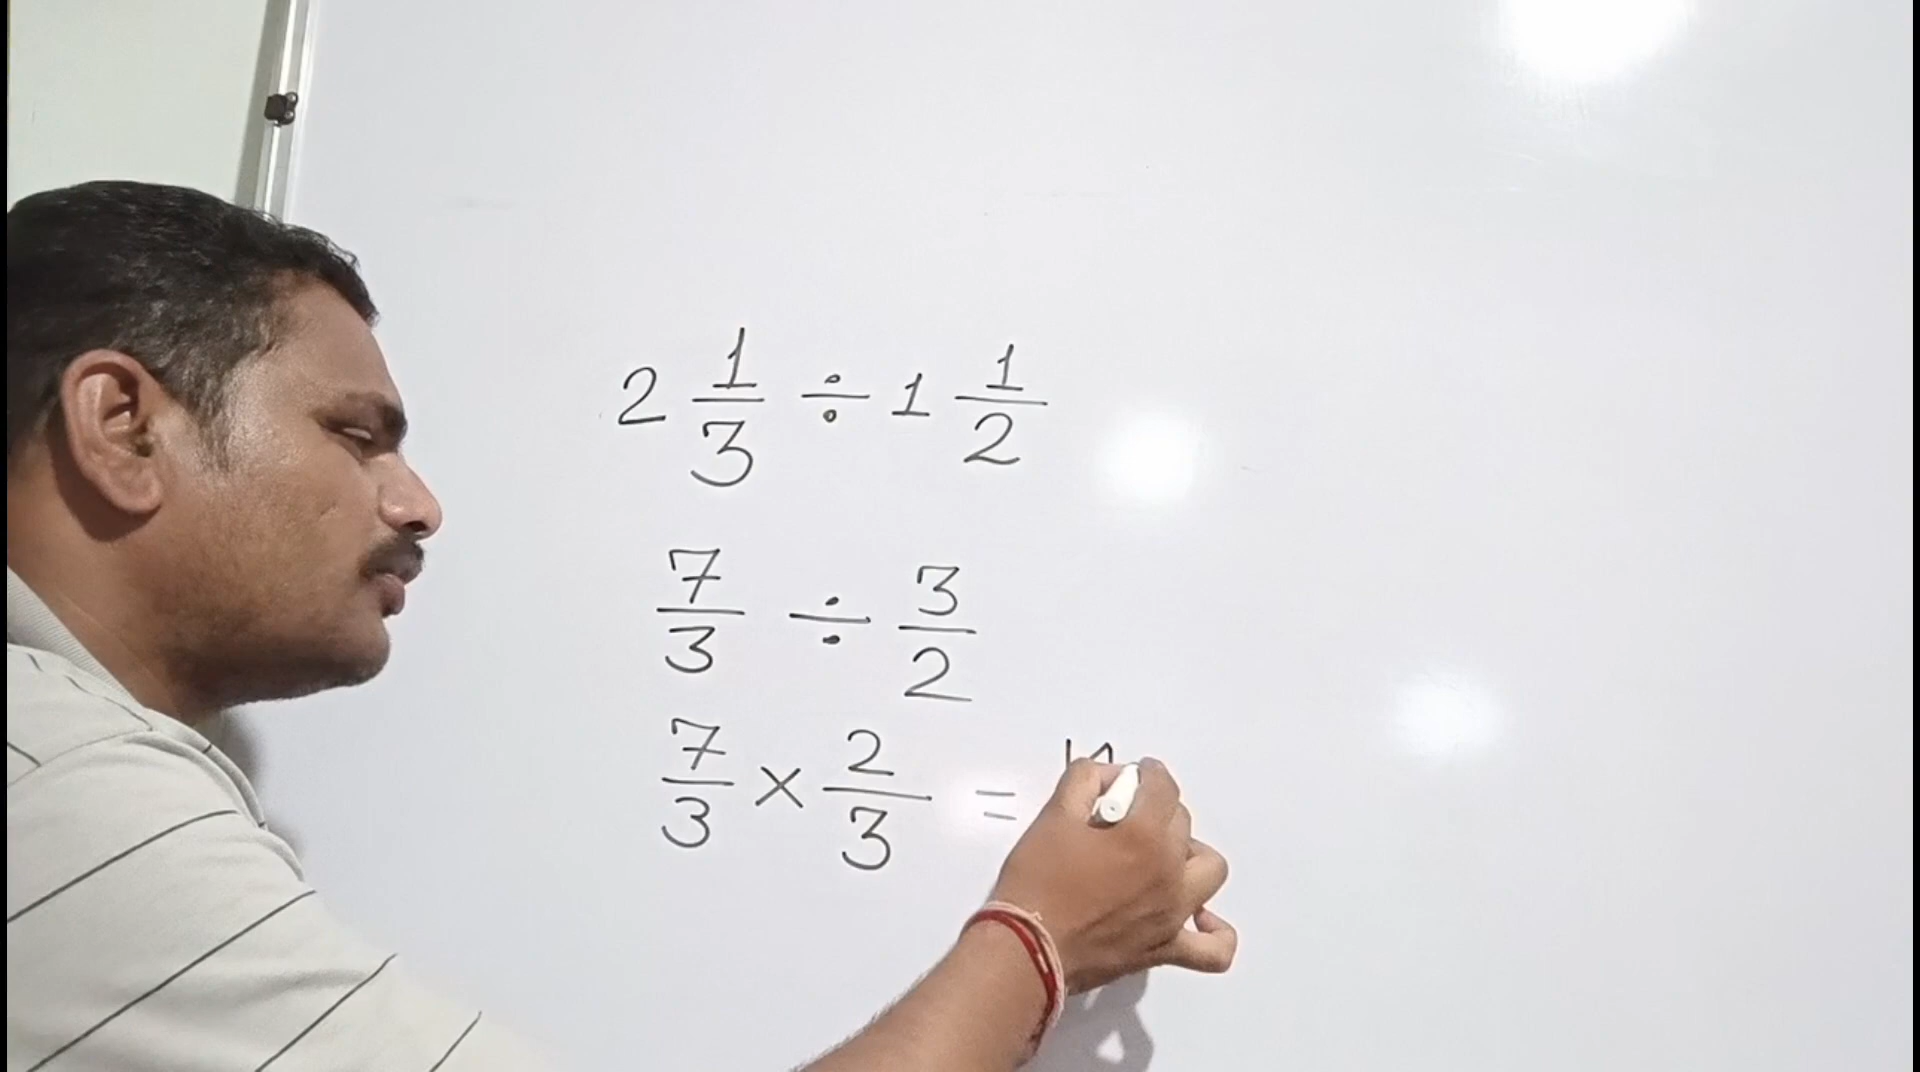 2 1/3 ÷ 1 1/2
7/3 ÷ 3/2
7/3 × 2/3 =